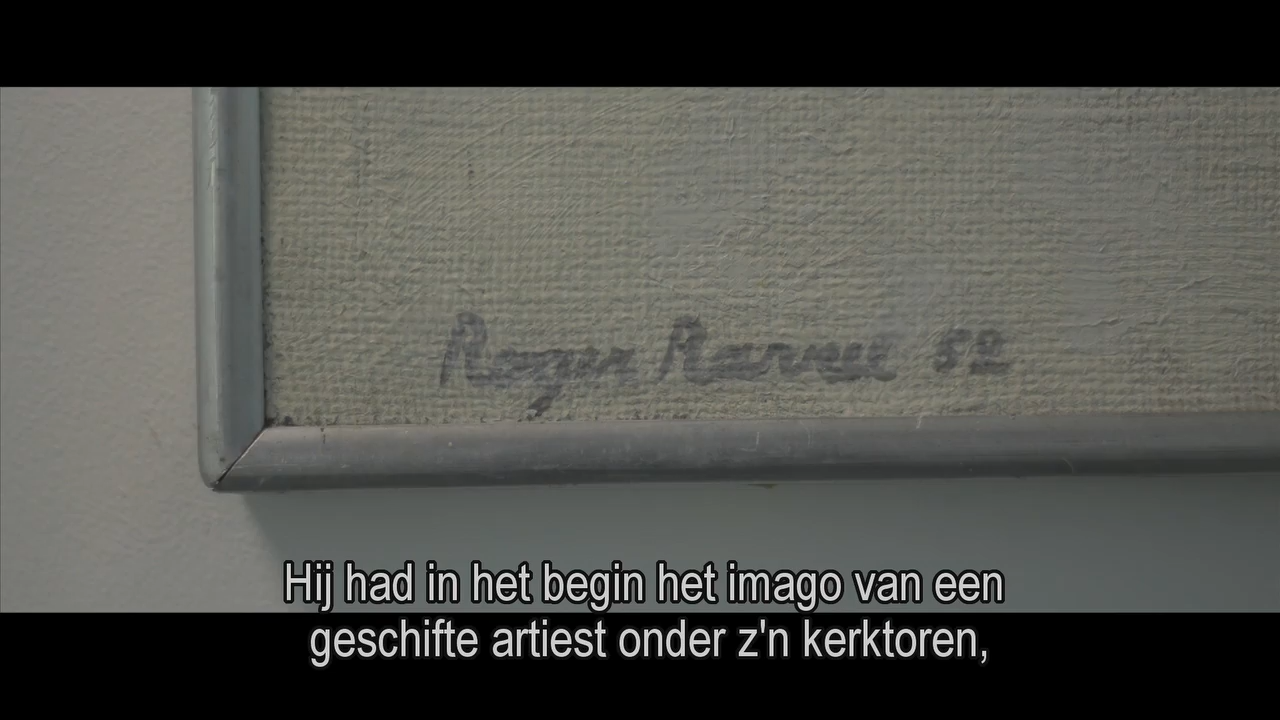 Roger Raveel 52
Hij had in het begin het imago van een
geschifte artiest onder z'n kerktoren,